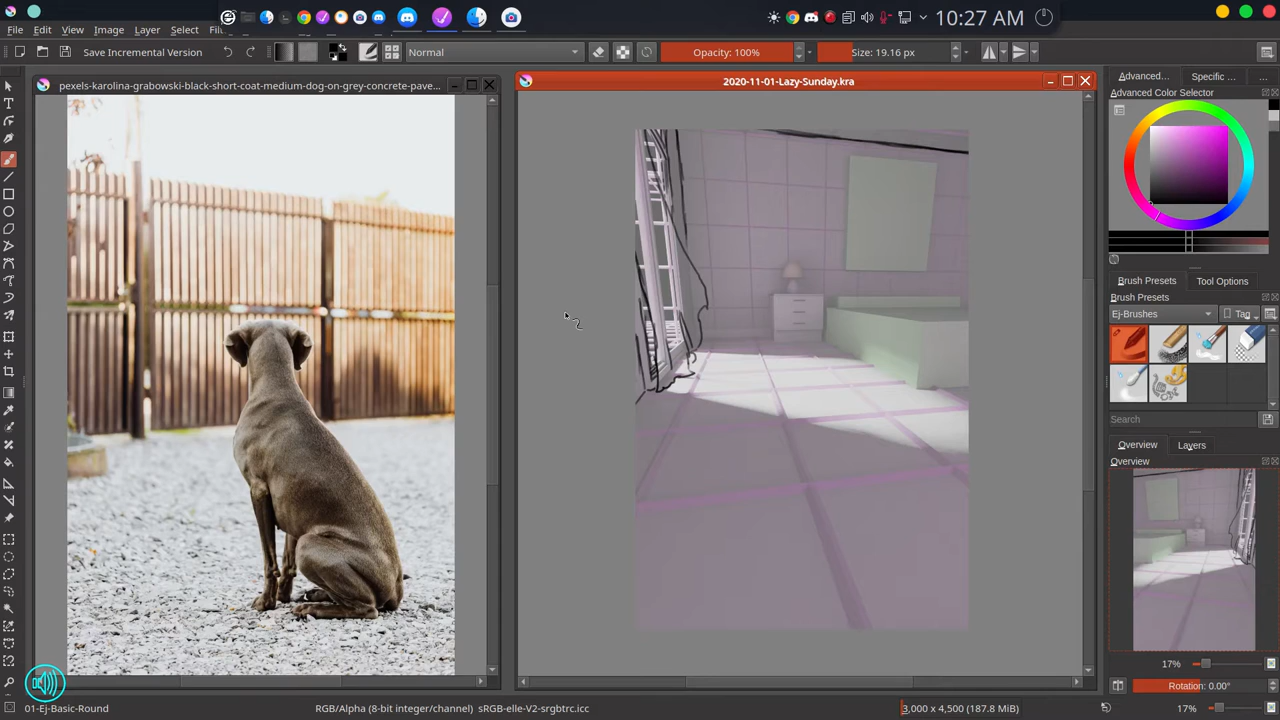 10:27 AM
File
Edit
View
Image
Layer
Select
Save Incremental Version
Normal
Opacity: 100%
Size: 19.16 px
pexels-karolina-grabowski-black-short-coat-medium-dog-on-grey-concrete-pave...
2020-11-01-Lazy-Sunday.kra
Advanced...
Specific ...
...
Advanced Color Selector
Brush Presets
Tool Options
Brush Presets
Ej-Brushes
Tag
Search
Overview
Layers
Overview
17%
Rotation: 0.00°
01-Ej-Basic-Round
RGB/Alpha (8-bit integer/channel) sRGB-elle-V2-srgbtrc.icc
3,000 x 4,500 (187.8 MiB)
17%